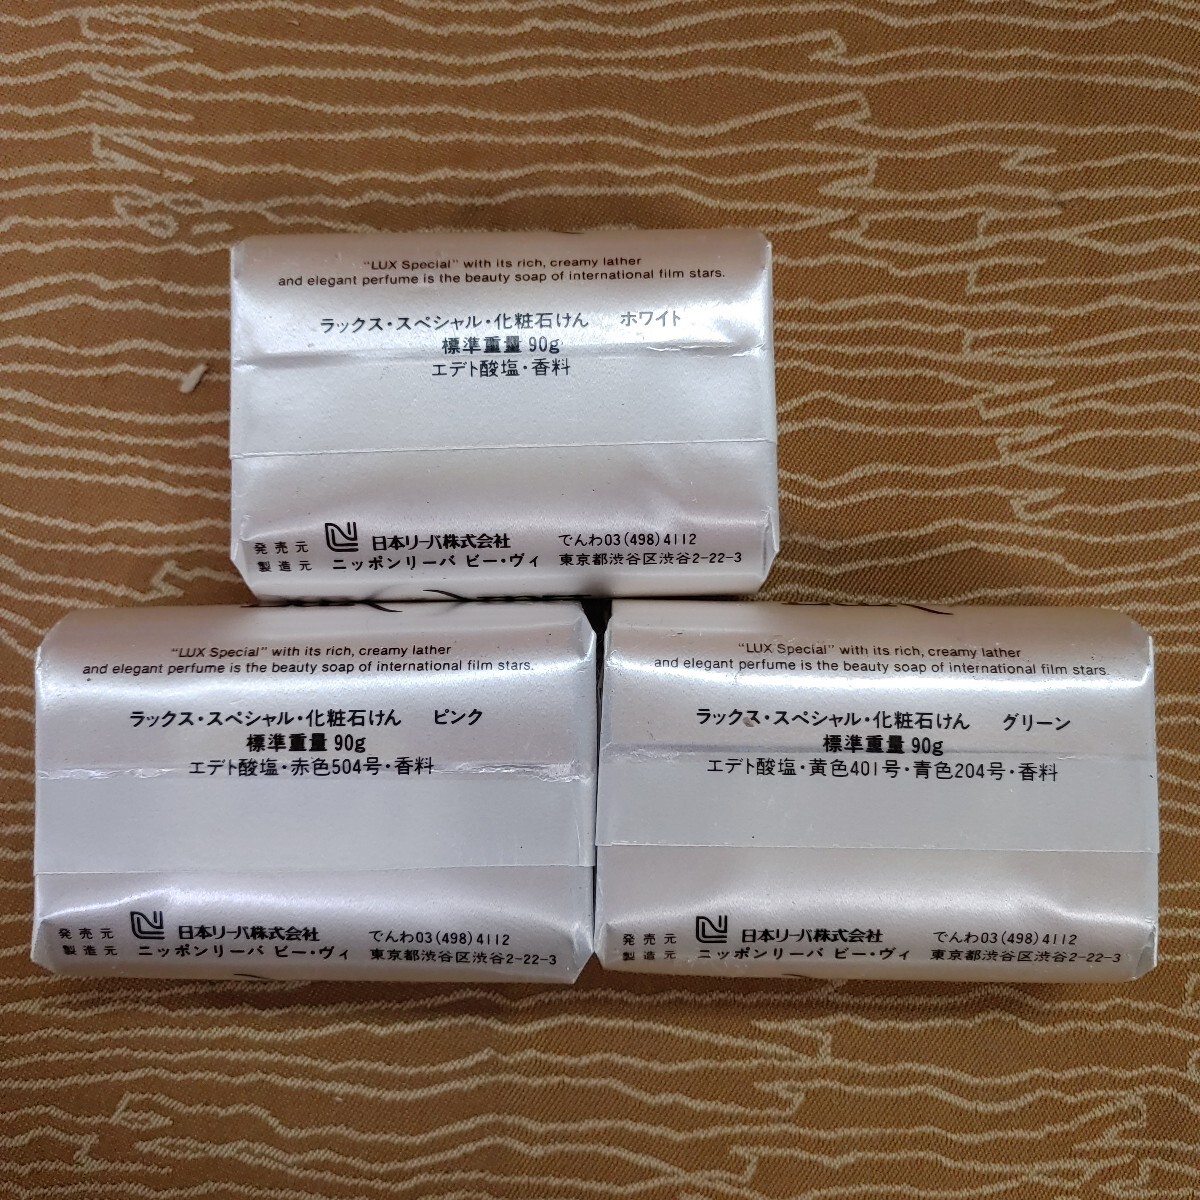 "LUX Special" with its rich, creamy lather
and elegant perfume is the beauty soap of international film stars.
ラックス・スペシャル・化粧石けん ホワイト
標準重量 90g
エデト酸塩・香料
発売元 日本リーバ株式会社 でんわ03(498)4112
製造元 ニッポンリーバ ビー・ヴィ 東京都渋谷区渋谷2-22-3
"LUX Special" with its rich, creamy lather
and elegant perfume is the beauty soap of international film stars.
ラックス・スペシャル・化粧石けん ピンク
標準重量 90g
エデト酸塩・赤色504号・香料
発売元 日本リーバ株式会社 でんわ03(498)4112
製造元 ニッポンリーバ ビー・ヴィ 東京都渋谷区渋谷2-22-3
"LUX Special" with its rich, creamy lather
and elegant perfume is the beauty soap of international film stars.
ラックス・スペシャル・化粧石けん グリーン
標準重量 90g
エデト酸塩・黄色401号・青色204号・香料
発売元 日本リーバ株式会社 でんわ03(498)4112
製造元 ニッポンリーバ ビー・ヴィ 東京都渋谷区渋谷2-22-3